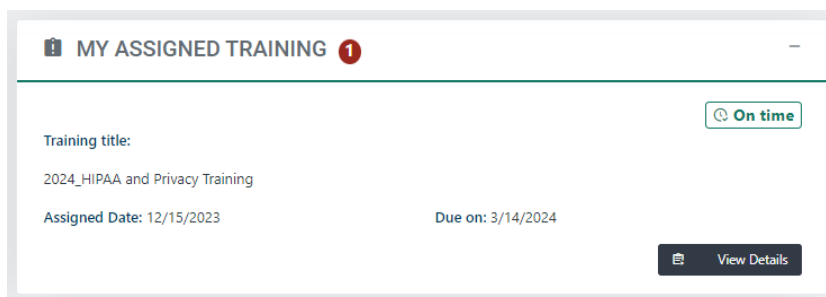 MY ASSIGNED TRAINING 1
On time
Training title:
2024_HIPAA and Privacy Training
Assigned Date: 12/15/2023 Due on: 3/14/2024
View Details